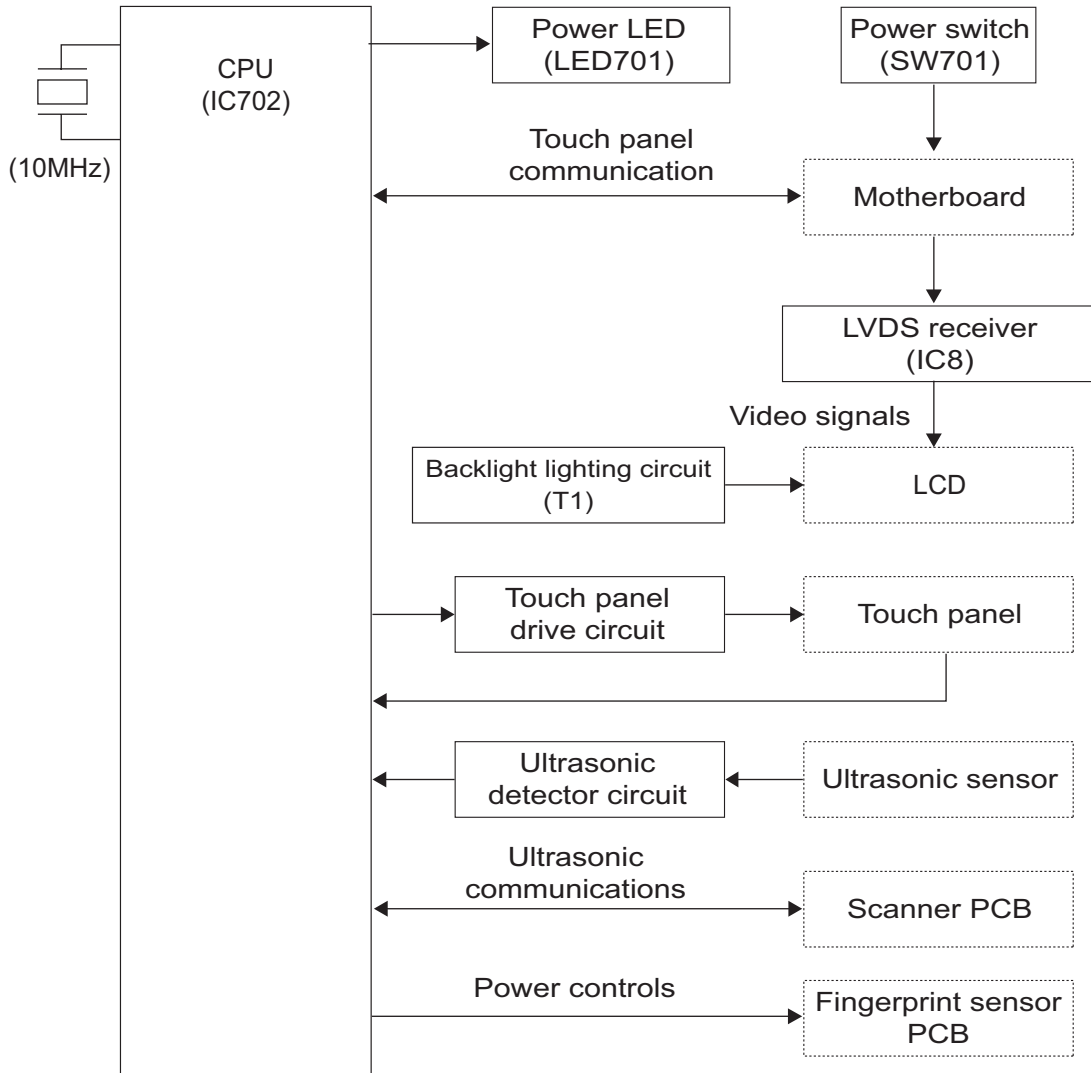 CPU
(IC702)
(10MHz)
Power LED
(LED701)
Power switch
(SW701)
Touch panel
communication
Motherboard
LVDS receiver
(IC8)
Video signals
Backlight lighting circuit
(T1)
LCD
Touch panel
drive circuit
Touch panel
Ultrasonic
detector circuit
Ultrasonic sensor
Ultrasonic
communications
Scanner PCB
Power controls
Fingerprint sensor
PCB